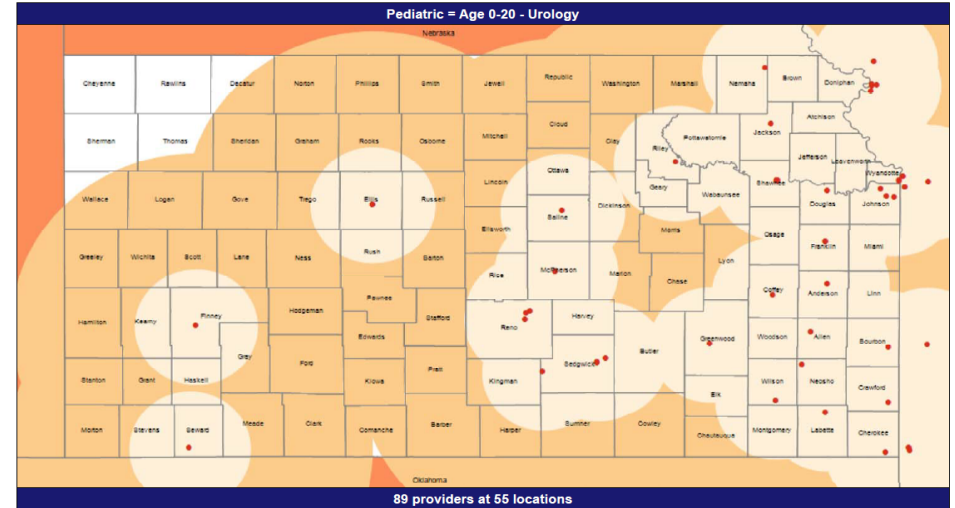 Pediatric = Age 0-20 - Urology
Nebraska
Cheyenne Rawlins Decatur Norton Phillips Smith Jewell Republic Washington Marshall Nemaha Brown Doniphan
Sherman Thomas Sheridan Graham Rooks Osborne Mitchell Cloud Clay Riley Pottawatomie Jackson Atchison
Jefferson Leavenworth Wyandotte
Wallace Logan Gove Trego Ellis Russell Lincoln Ottawa Saline Dickinson Geary Wabaunsee Shawnee Douglas Johnson
Greeley Wichita Scott Lane Ness Rush Barton Ellsworth Rice McPherson Marion Morris Chase Lyon Osage Franklin Miami
Hamilton Kearny Finney Hodgeman Pawnee Stafford Reno Harvey Coffey Anderson Linn
Gray Ford Edwards Sedgwick Butler Greenwood Woodson Allen Bourbon
Stanton Grant Haskell Kiowa Pratt Kingman Elk Wilson Neosho Crawford
Morton Stevens Seward Meade Clark Comanche Barber Harper Sumner Cowley Chautauqua Montgomery Labette Cherokee
Oklahoma
89 providers at 55 locations